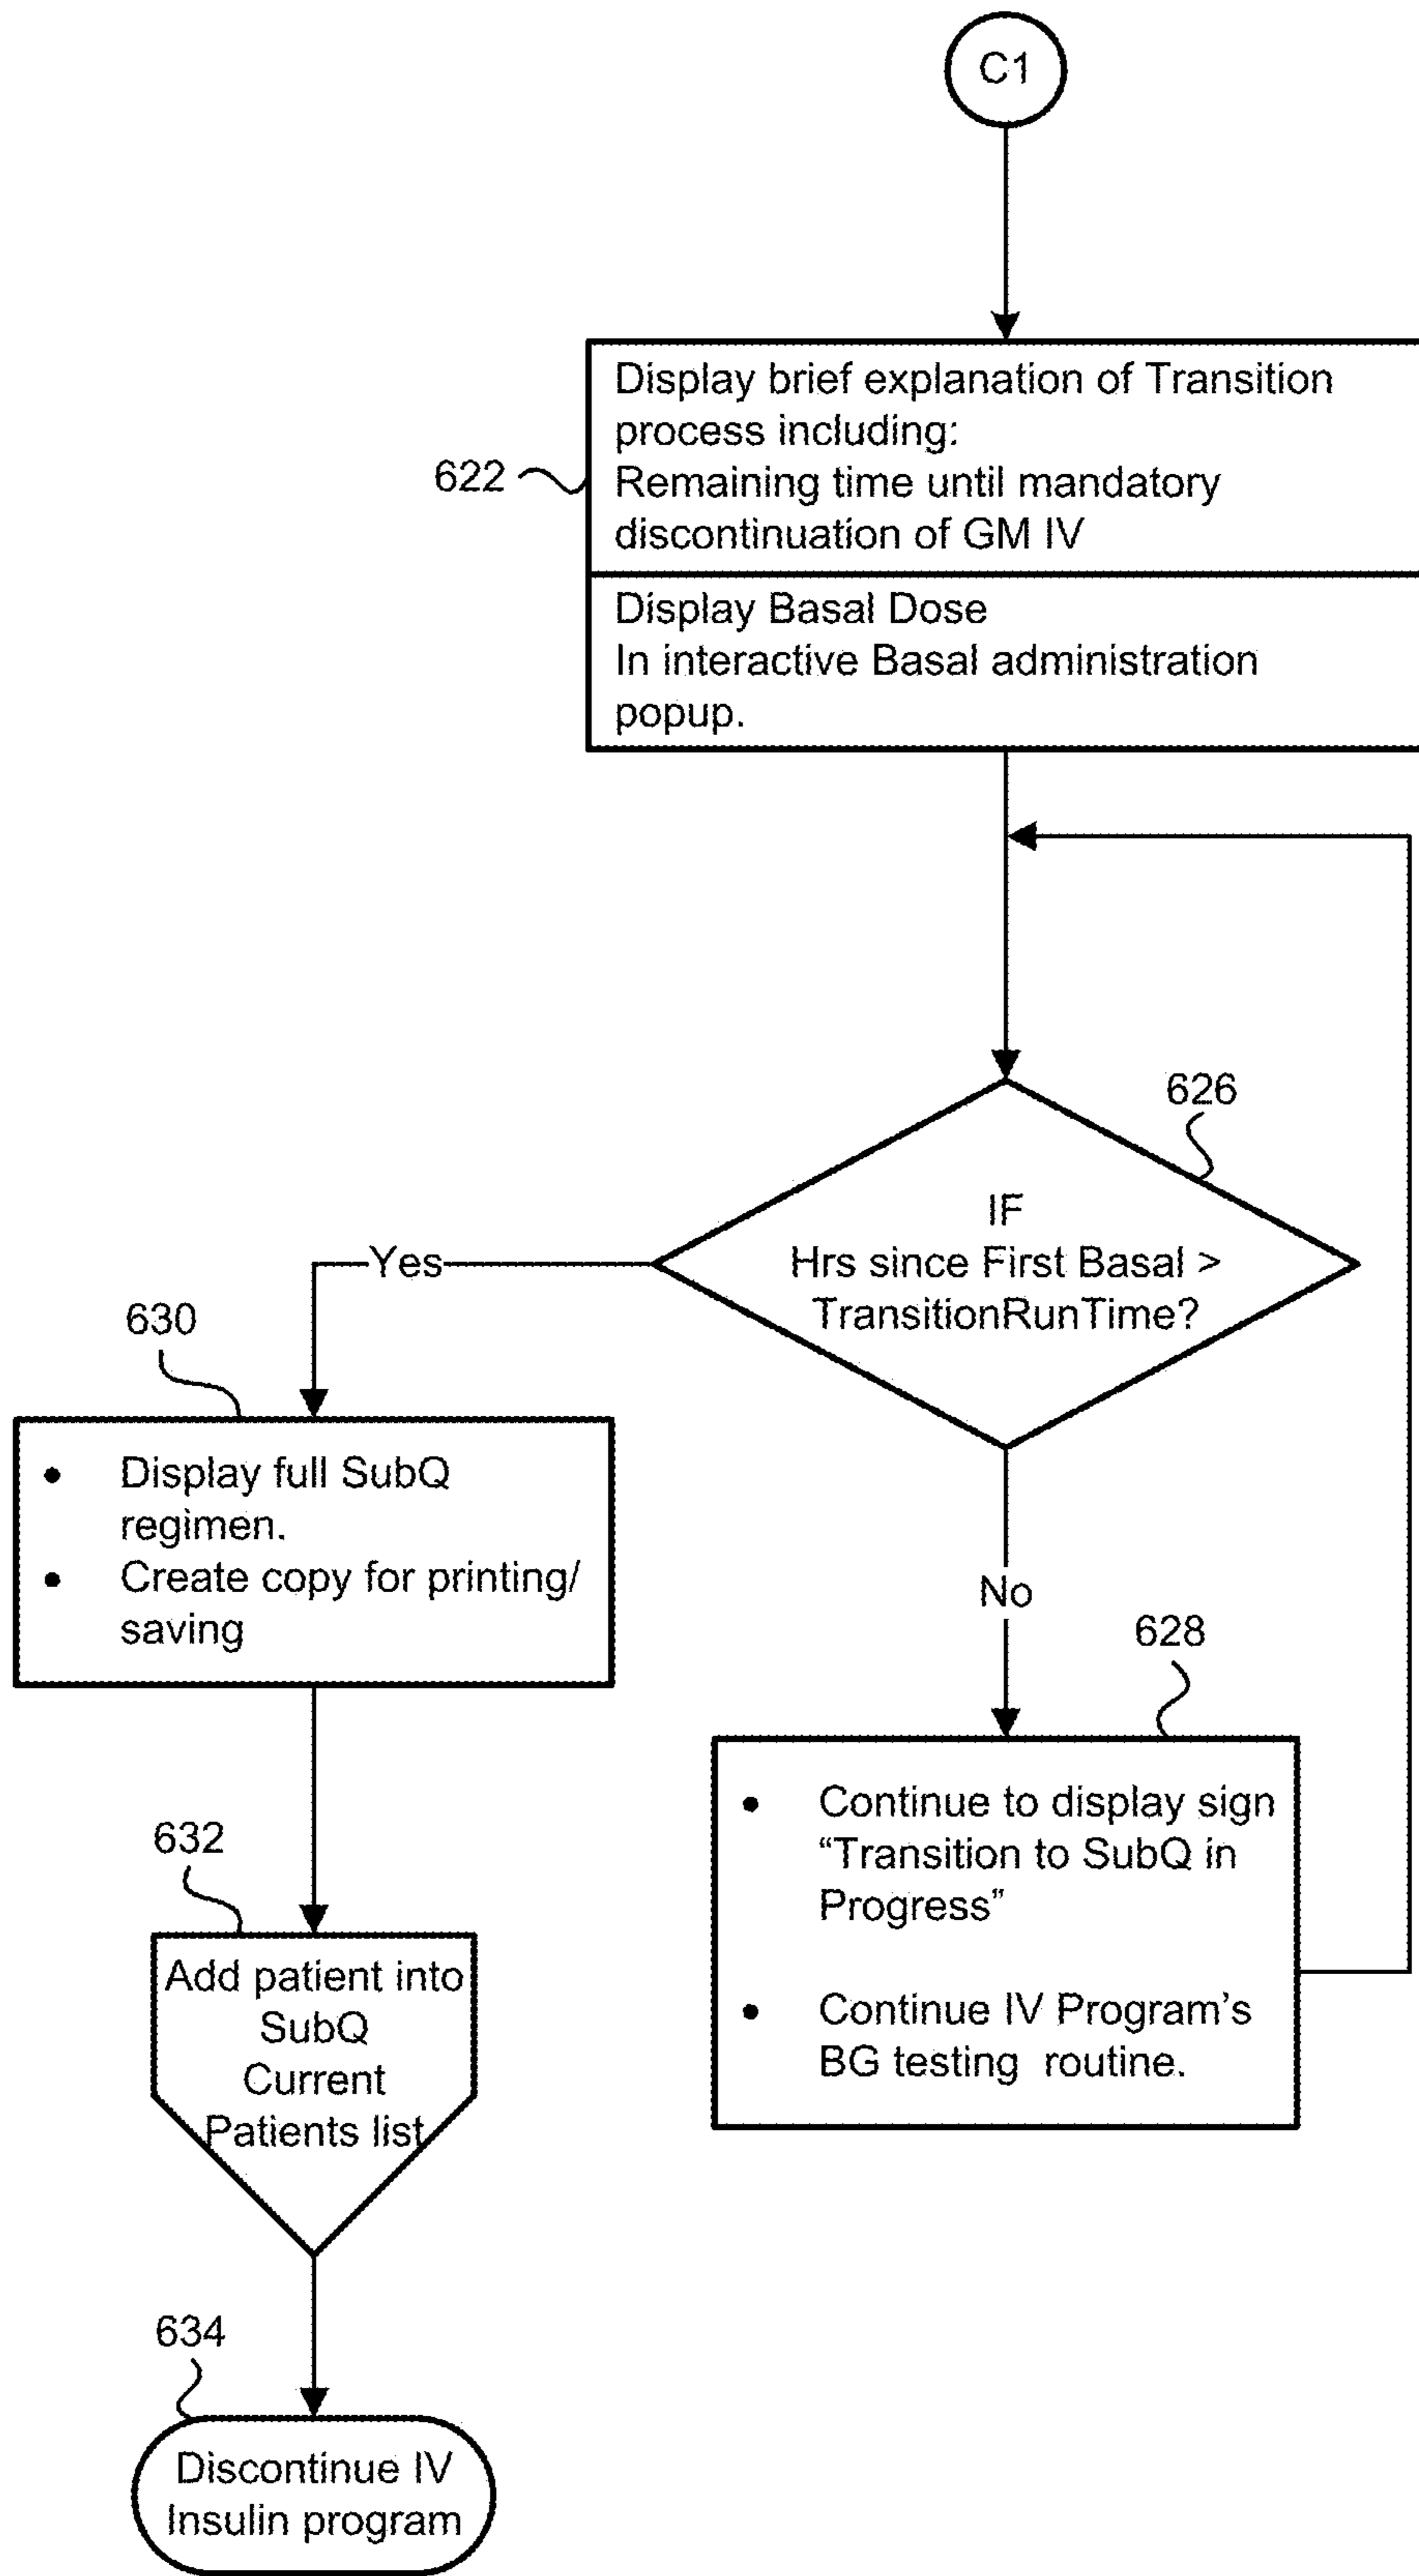 C1
Display brief explanation of Transition
process including:
Remaining time until mandatory
discontinuation of GM IV
622
Display Basal Dose
In interactive Basal administration
popup.
626
IF
Hrs since First Basal >
TransitionRunTime?
Yes
630
• Display full SubQ
regimen.
• Create copy for printing/
saving
No
628
• Continue to display sign
“Transition to SubQ in
Progress”
• Continue IV Program’s
BG testing routine.
632
Add patient into
SubQ
Current
Patients list
634
Discontinue IV
Insulin program